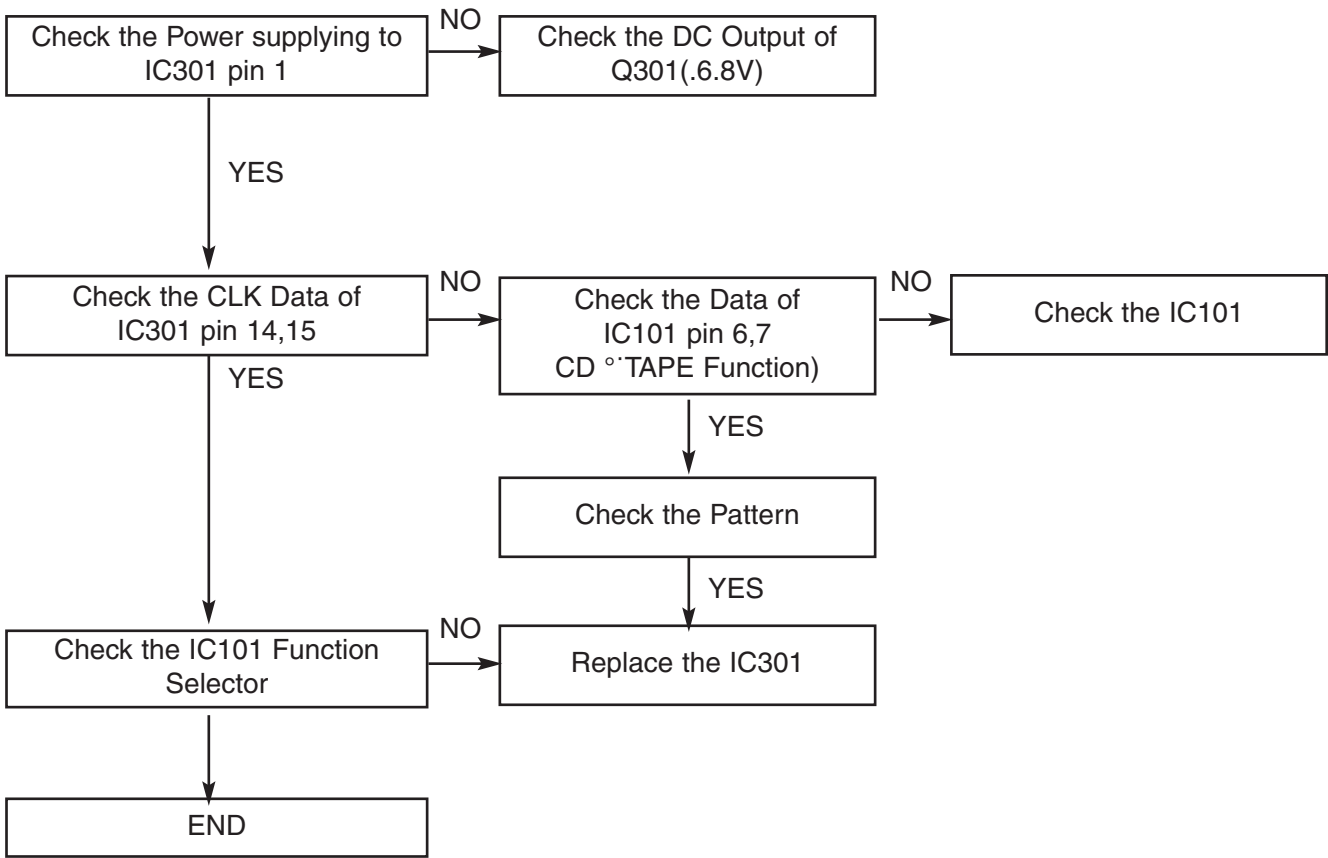 Check the Power supplying to
IC301 pin 1
NO
Check the DC Output of
Q301(.6.8V)
YES
Check the CLK Data of
IC301 pin 14,15
NO
Check the Data of
IC101 pin 6,7
CD °˙TAPE Function)
NO
Check the IC101
YES
YES
Check the Pattern
YES
Check the IC101 Function
Selector
NO
Replace the IC301
END